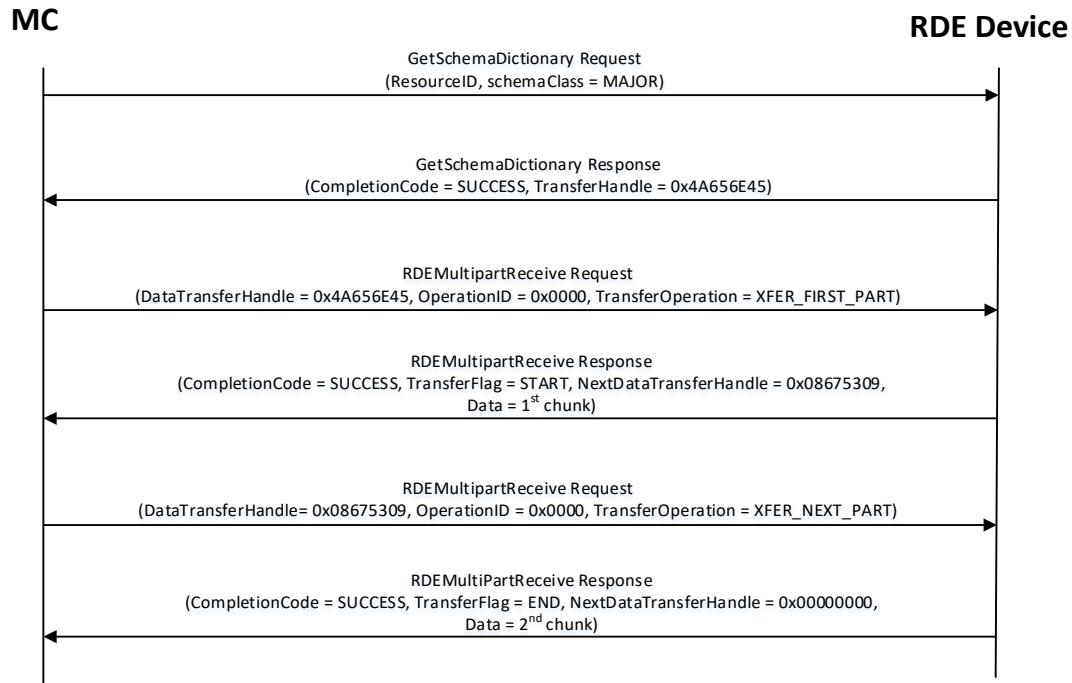 MC
RDE Device
GetSchemaDictionary Request
(ResourceID, schemaClass = MAJOR)
GetSchemaDictionary Response
(CompletionCode = SUCCESS, TransferHandle = 0x4A656E45)
RDEMultipartReceive Request
(DataTransferHandle = 0x4A656E45, OperationID = 0x0000, TransferOperation = XFER_FIRST_PART)
RDEMultipartReceive Response
(CompletionCode = SUCCESS, TransferFlag = START, NextDataTransferHandle = 0x08675309,
Data = 1st chunk)
RDEMultipartReceive Request
(DataTransferHandle= 0x08675309, OperationID = 0x0000, TransferOperation = XFER_NEXT_PART)
RDEMultiPartReceive Response
(CompletionCode = SUCCESS, TransferFlag = END, NextDataTransferHandle = 0x00000000,
Data = 2nd chunk)